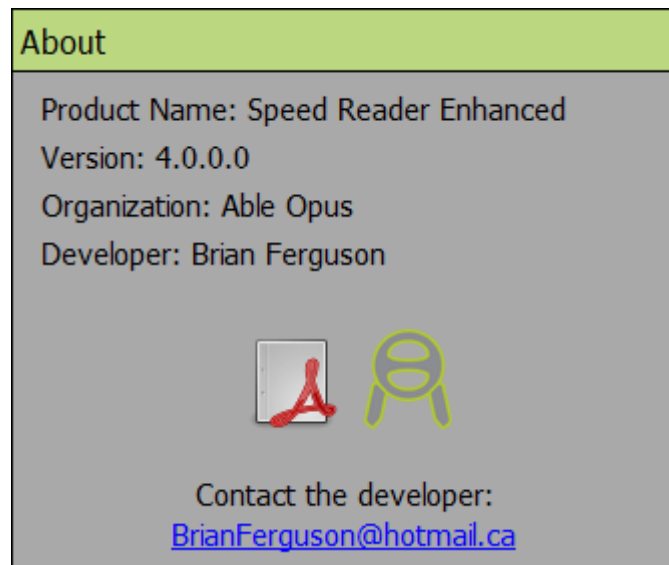 About
Product Name: Speed Reader Enhanced
Version: 4.0.0.0
Organization: Able Opus
Developer: Brian Ferguson
Contact the developer:
BrianFerguson@hotmail.ca